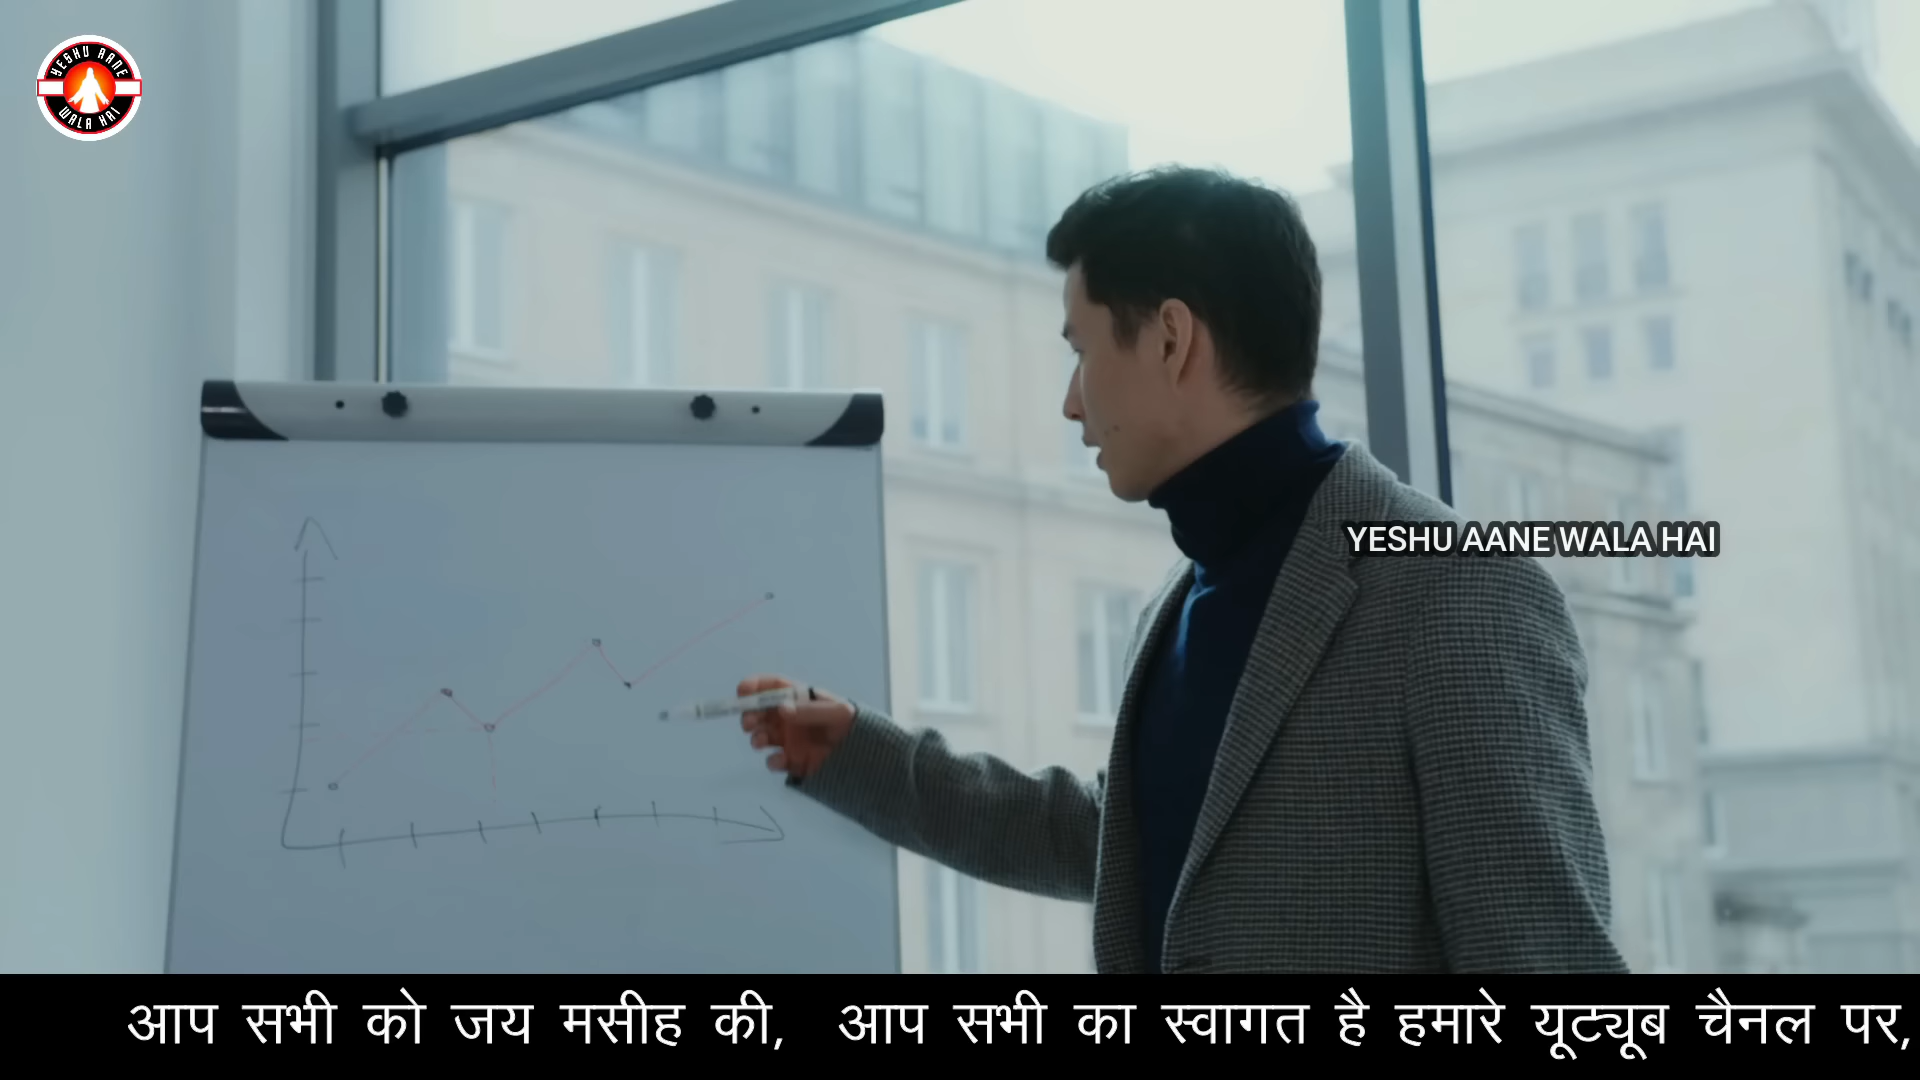 YESHU AANE
WALA HAI
YESHU AANE WALA HAI
आप सभी को जय मसीह की, आप सभी का स्वागत है हमारे यूट्यूब चैनल पर,